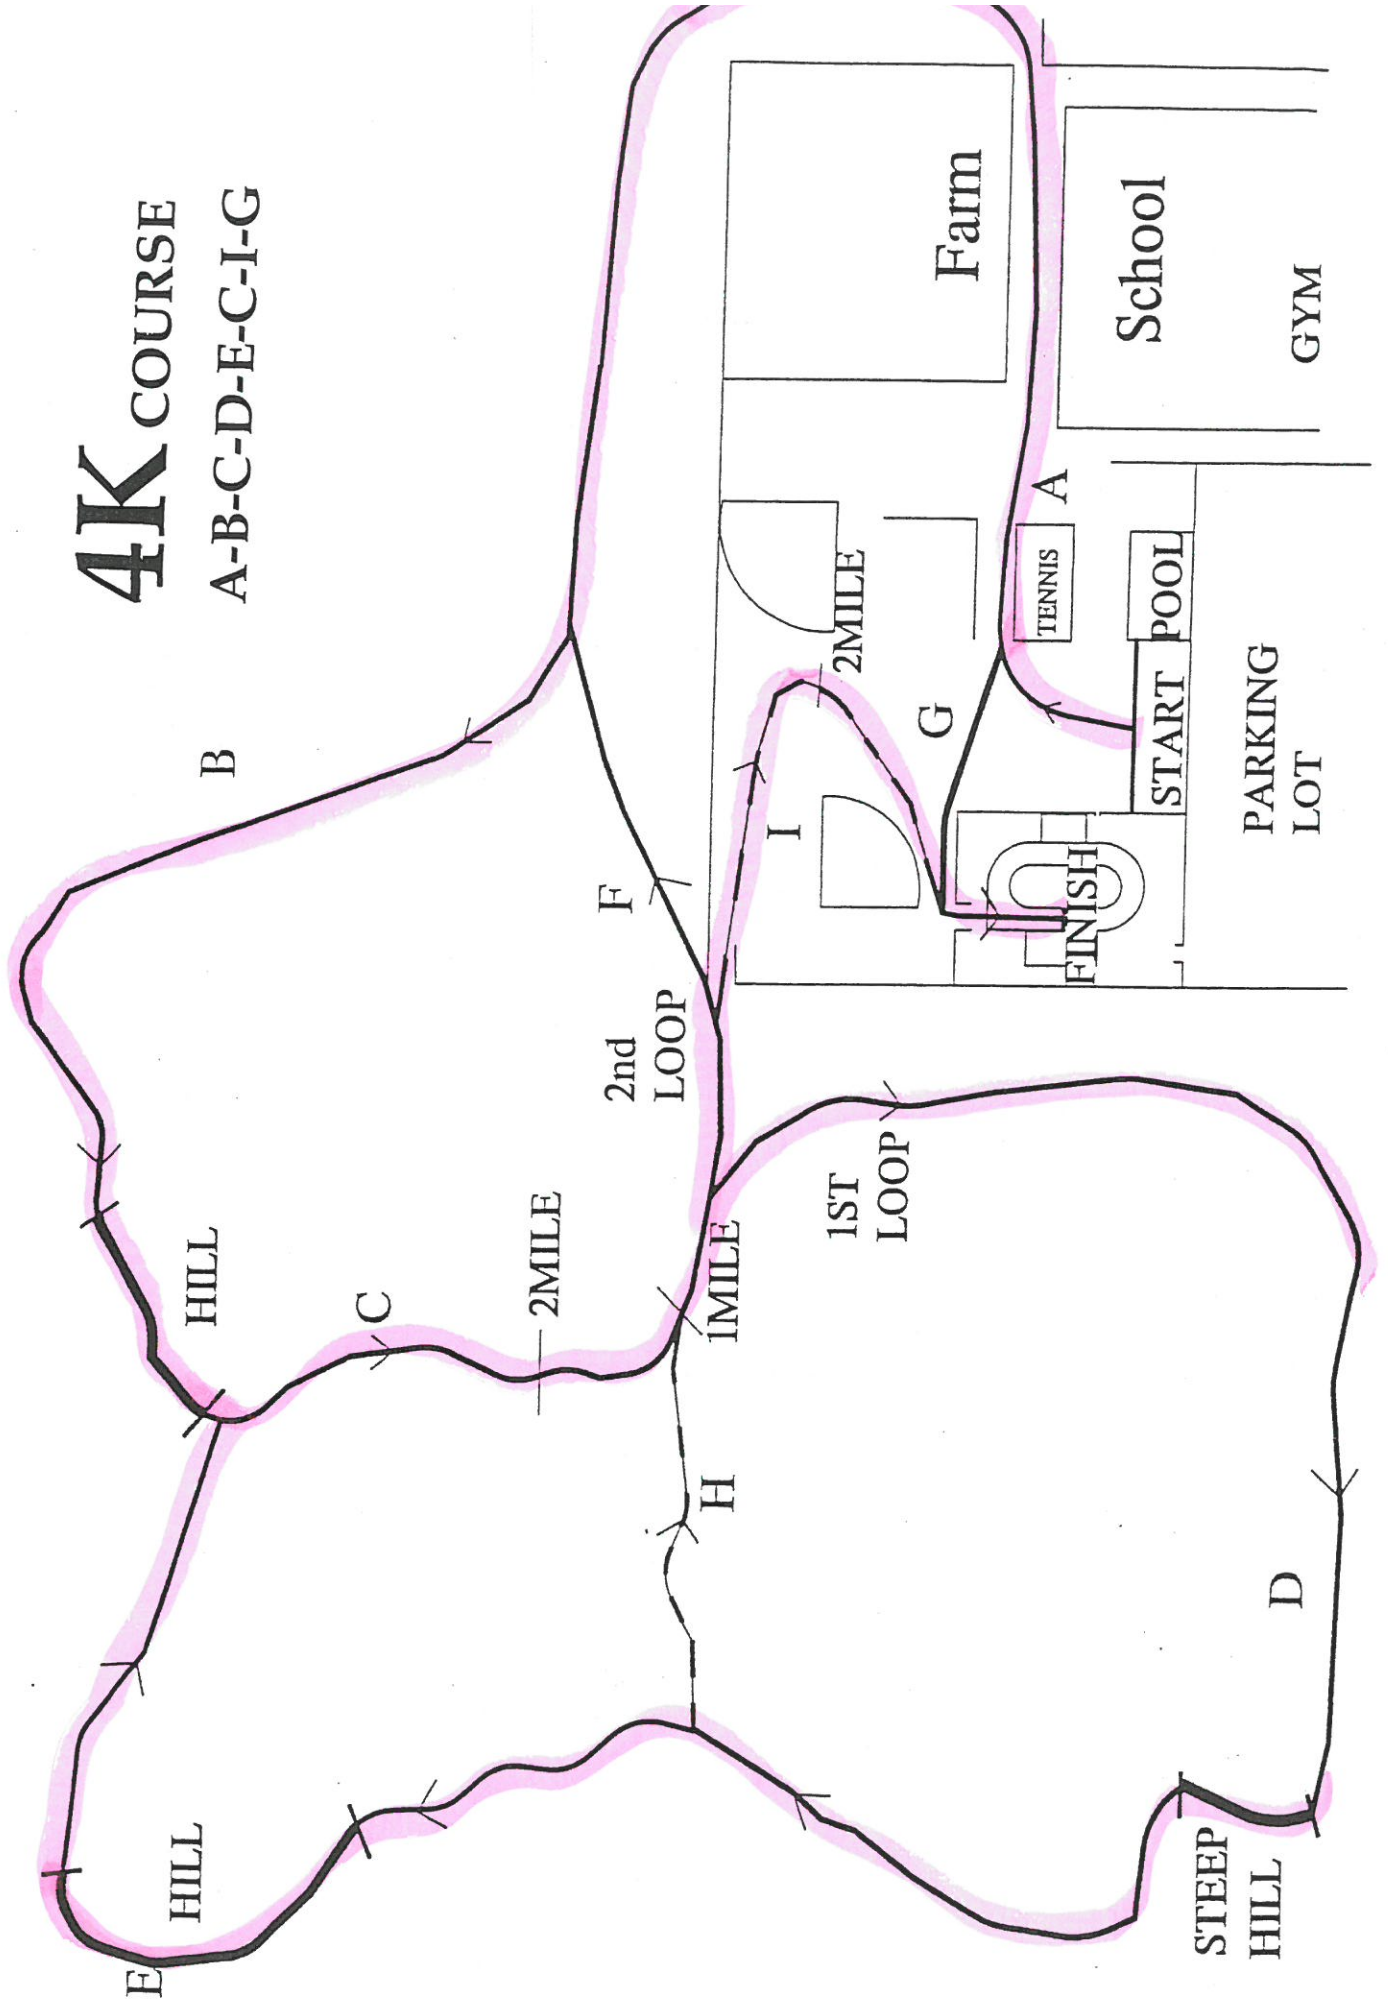 4K COURSE
A-B-C-D-E-C-I-G
B
HILL
HILL
E
C
2MILE
F
2nd
LOOP
1MILE
H
1ST
LOOP
D
STEEP
HILL
I
2MILE
G
A
TENNIS
POOL
START
FINISH
PARKING
LOT
Farm
School
GYM